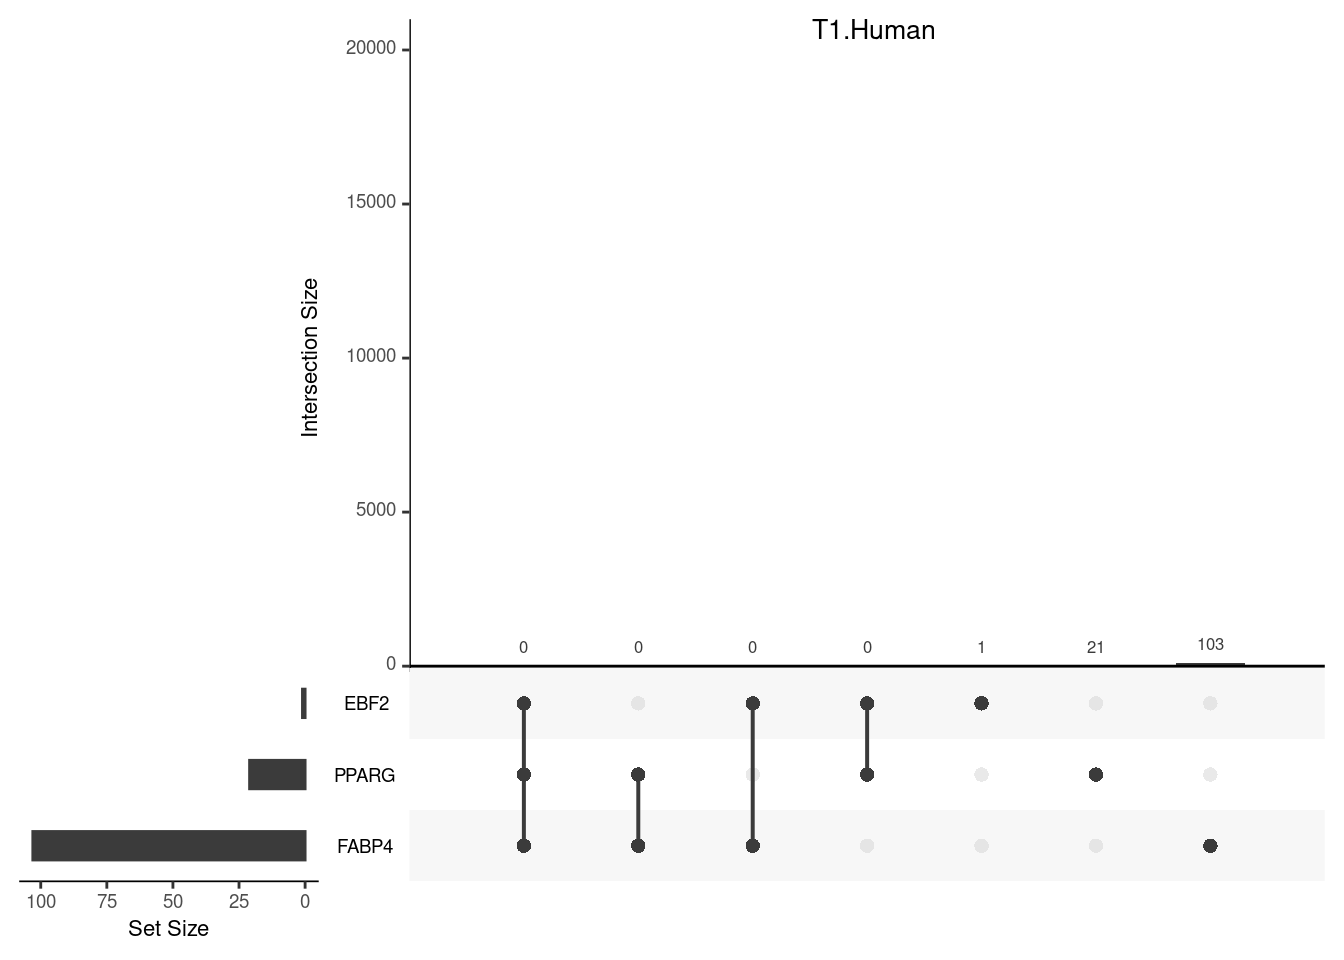 T1.Human
20000
15000
10000
5000
0
Intersection Size
0 0 0 0 1 21 103
EBF2
PPARG
FABP4
100 75 50 25 0
Set Size